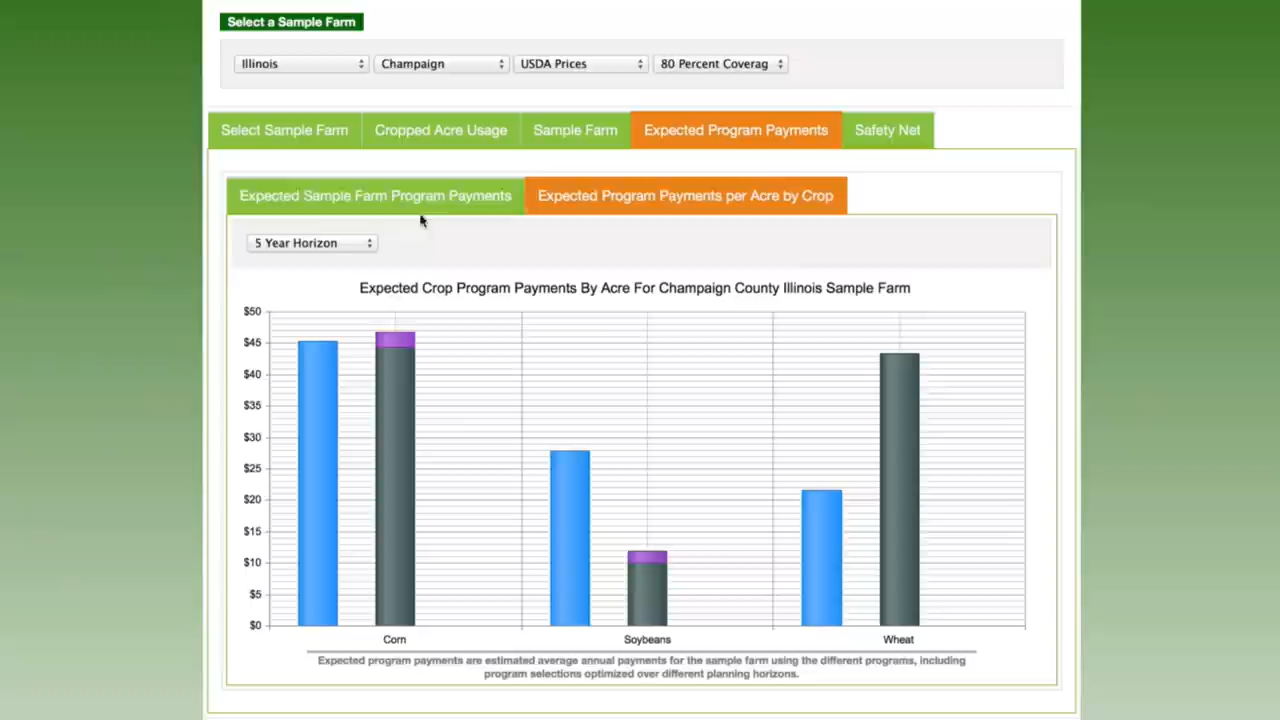 Select a Sample Farm
Illinois Champaign USDA Prices 80 Percent Coverag
Select Sample Farm Cropped Acre Usage Sample Farm Expected Program Payments Safety Net
Expected Sample Farm Program Payments Expected Program Payments per Acre by Crop
5 Year Horizon
Expected Crop Program Payments By Acre For Champaign County Illinois Sample Farm
$50
$45
$40
$35
$30
$25
$20
$15
$10
$5
$0
Corn Soybeans Wheat
Expected program payments are estimated average annual payments for the sample farm using the different programs, including
program selections optimized over different planning horizons.